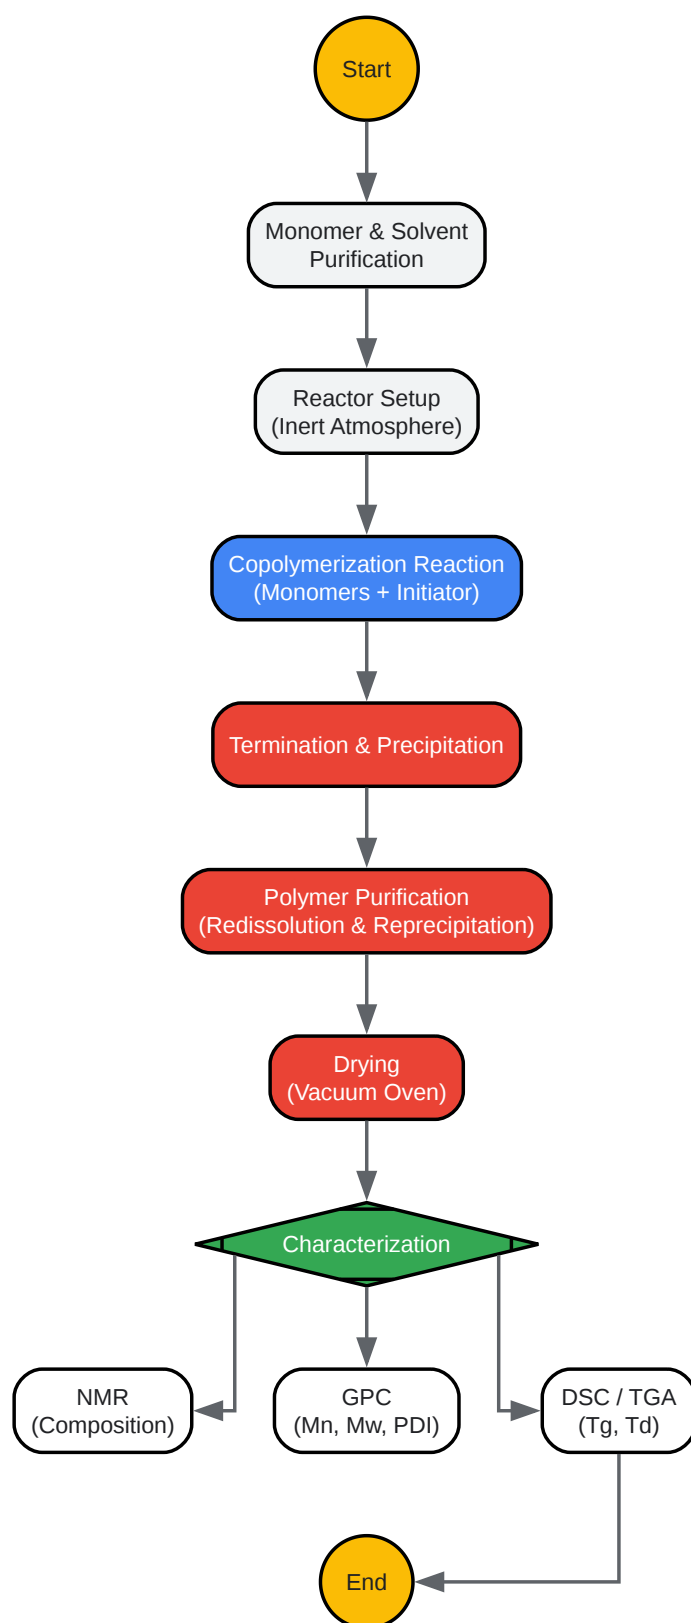 Start
Monomer & Solvent
Purification
Reactor Setup
(Inert Atmosphere)
Copolymerization Reaction
(Monomers + Initiator)
Termination & Precipitation
Polymer Purification
(Redissolution & Reprecipitation)
Drying
(Vacuum Oven)
Characterization
NMR
(Composition)
GPC
(Mn, Mw, PDI)
DSC / TGA
(Tg, Td)
End